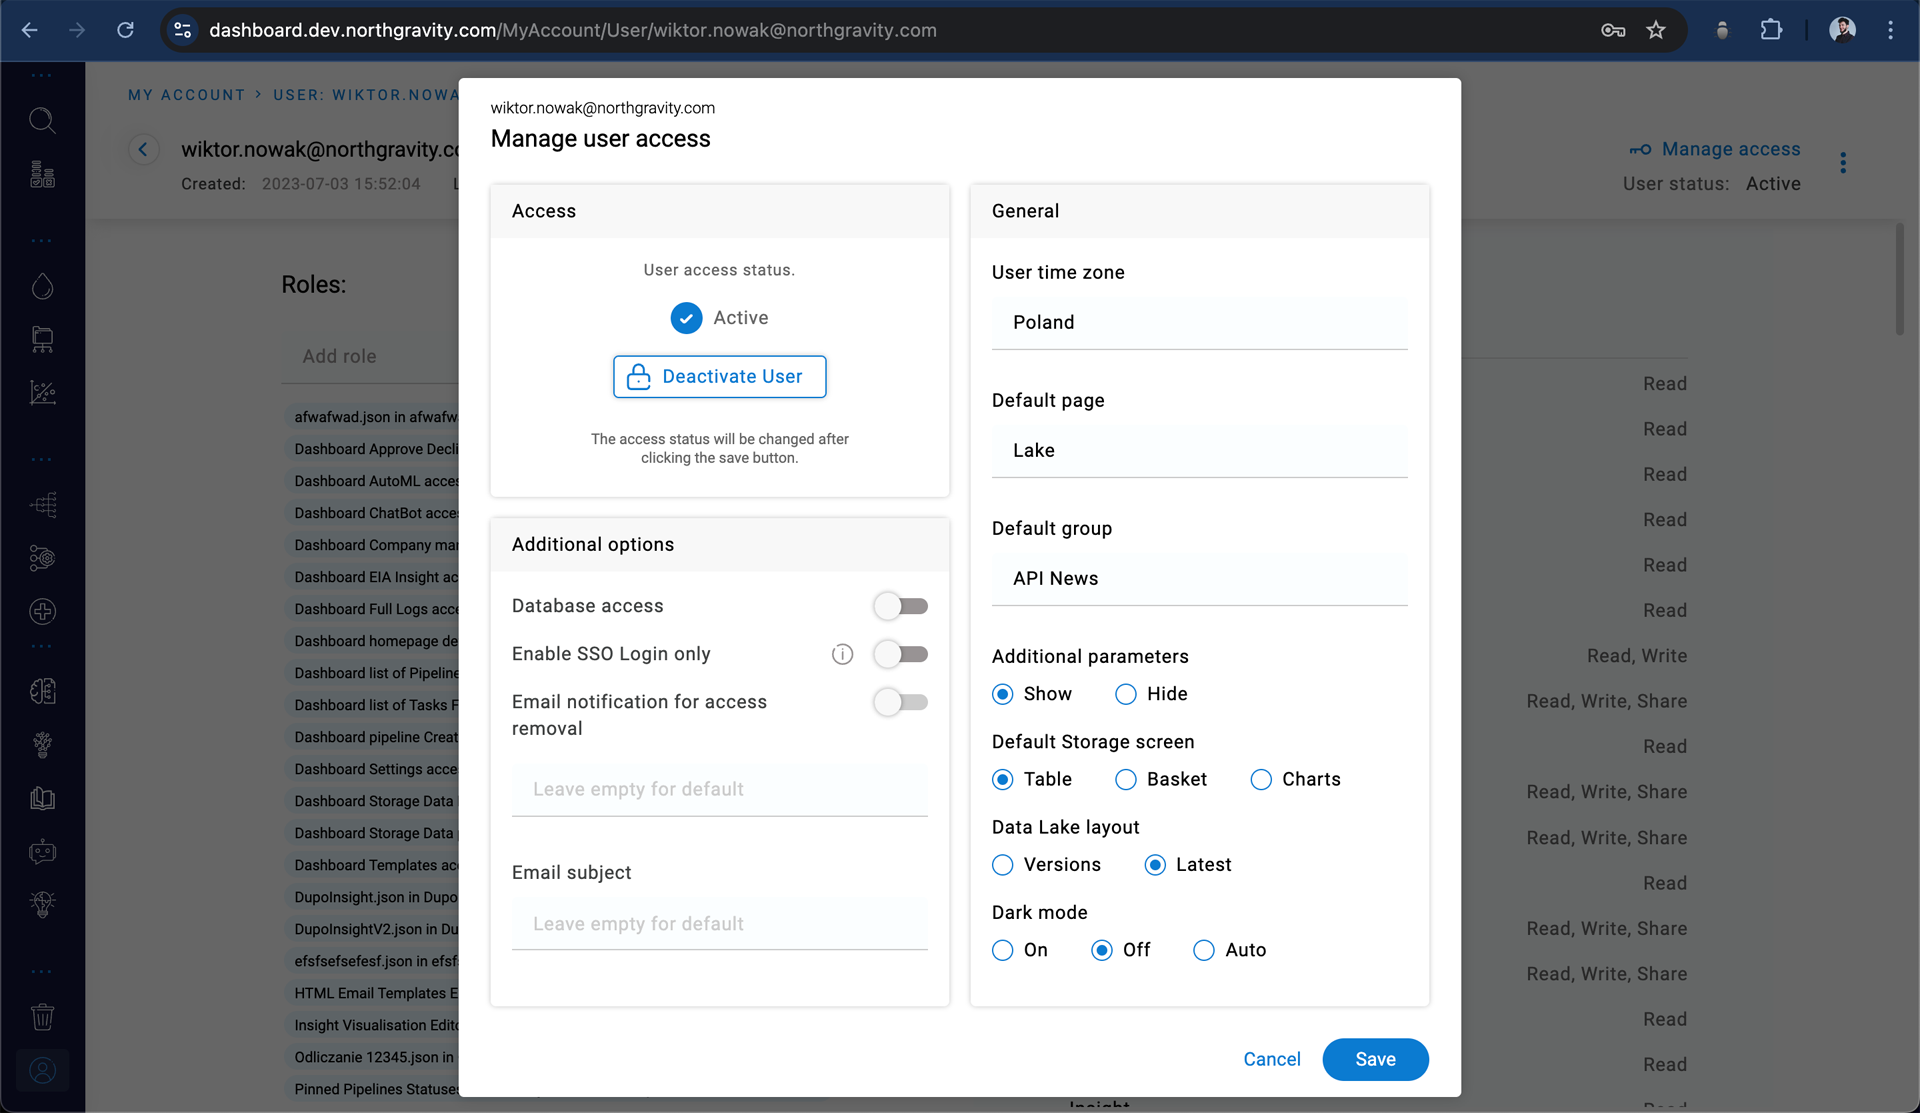 dashboard.dev.northgravity.com/MyAccount/User/wiktor.nowak@northgravity.com
MY ACCOUNT > USER: WIKTOR.NOWA
wiktor.nowak@northgravity.co
Created: 2023-07-03 15:52:04
Manage access
User status: Active
Roles:
Add role
afwafwad.json in afwafw
Dashboard Approve Decli
Dashboard AutoML acces
Dashboard ChatBot acces
Dashboard Company mar
Dashboard EIA Insight ac
Dashboard Full Logs acce
Dashboard homepage de
Dashboard list of Pipeline
Dashboard list of Tasks F
Dashboard pipeline Creat
Dashboard Settings acce
Dashboard Storage Data
Dashboard Storage Data
Dashboard Templates acc
DupoInsight.json in Dupo
DupoInsightV2.json in Du
efsfsefsefesf.json in efsf
HTML Email Templates E
Insight Visualisation Edito
Odliczanie 12345.json in
Pinned Pipelines Statuses
wiktor.nowak@northgravity.com
Manage user access
Access
User access status.
Active
Deactivate User
The access status will be changed after
clicking the save button.
Additional options
Database access
Enable SSO Login only
Email notification for access
removal
Leave empty for default
Email subject
Leave empty for default
General
User time zone
Poland
Default page
Lake
Default group
API News
Additional parameters
Show Hide
Default Storage screen
Table Basket Charts
Data Lake layout
Versions Latest
Dark mode
On Off Auto
Cancel Save
Read
Read
Read
Read
Read
Read
Read, Write
Read, Write, Share
Read
Read, Write, Share
Read, Write, Share
Read
Read, Write, Share
Read, Write, Share
Read
Read
Insight Read